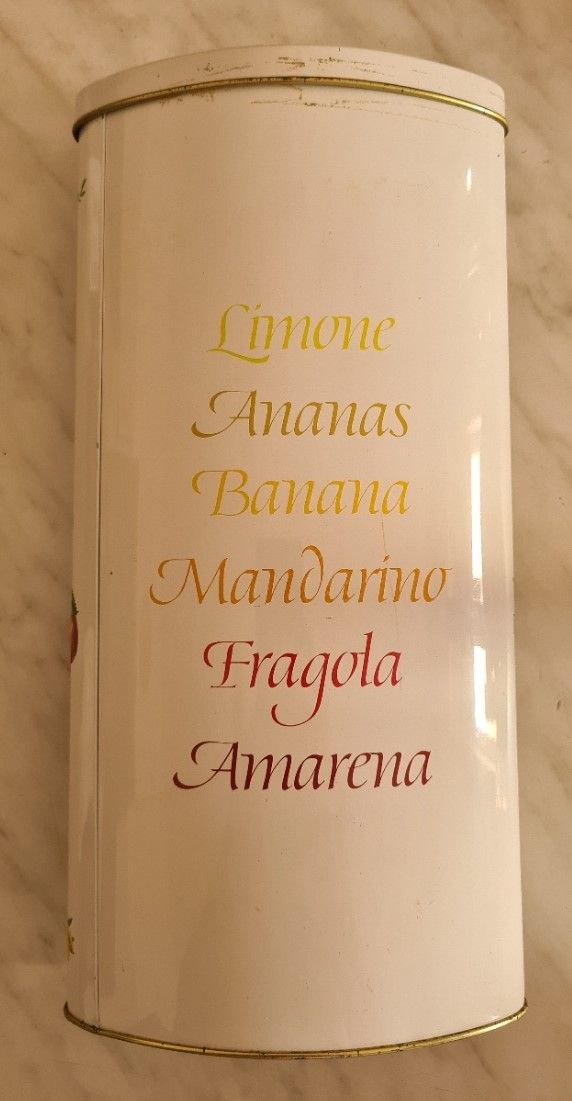 Limone
Ananas
Banana
Mandarino
Fragola
Amarena